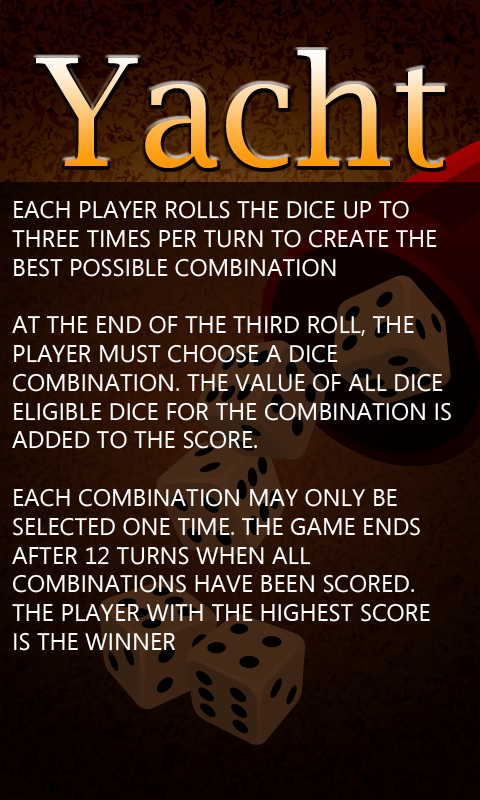 Yacht
EACH PLAYER ROLLS THE DICE UP TO
THREE TIMES PER TURN TO CREATE THE
BEST POSSIBLE COMBINATION
AT THE END OF THE THIRD ROLL, THE
PLAYER MUST CHOOSE A DICE
COMBINATION. THE VALUE OF ALL DICE
ELIGIBLE DICE FOR THE COMBINATION IS
ADDED TO THE SCORE.
EACH COMBINATION MAY ONLY BE
SELECTED ONE TIME. THE GAME ENDS
AFTER 12 TURNS WHEN ALL
COMBINATIONS HAVE BEEN SCORED.
THE PLAYER WITH THE HIGHEST SCORE
IS THE WINNER